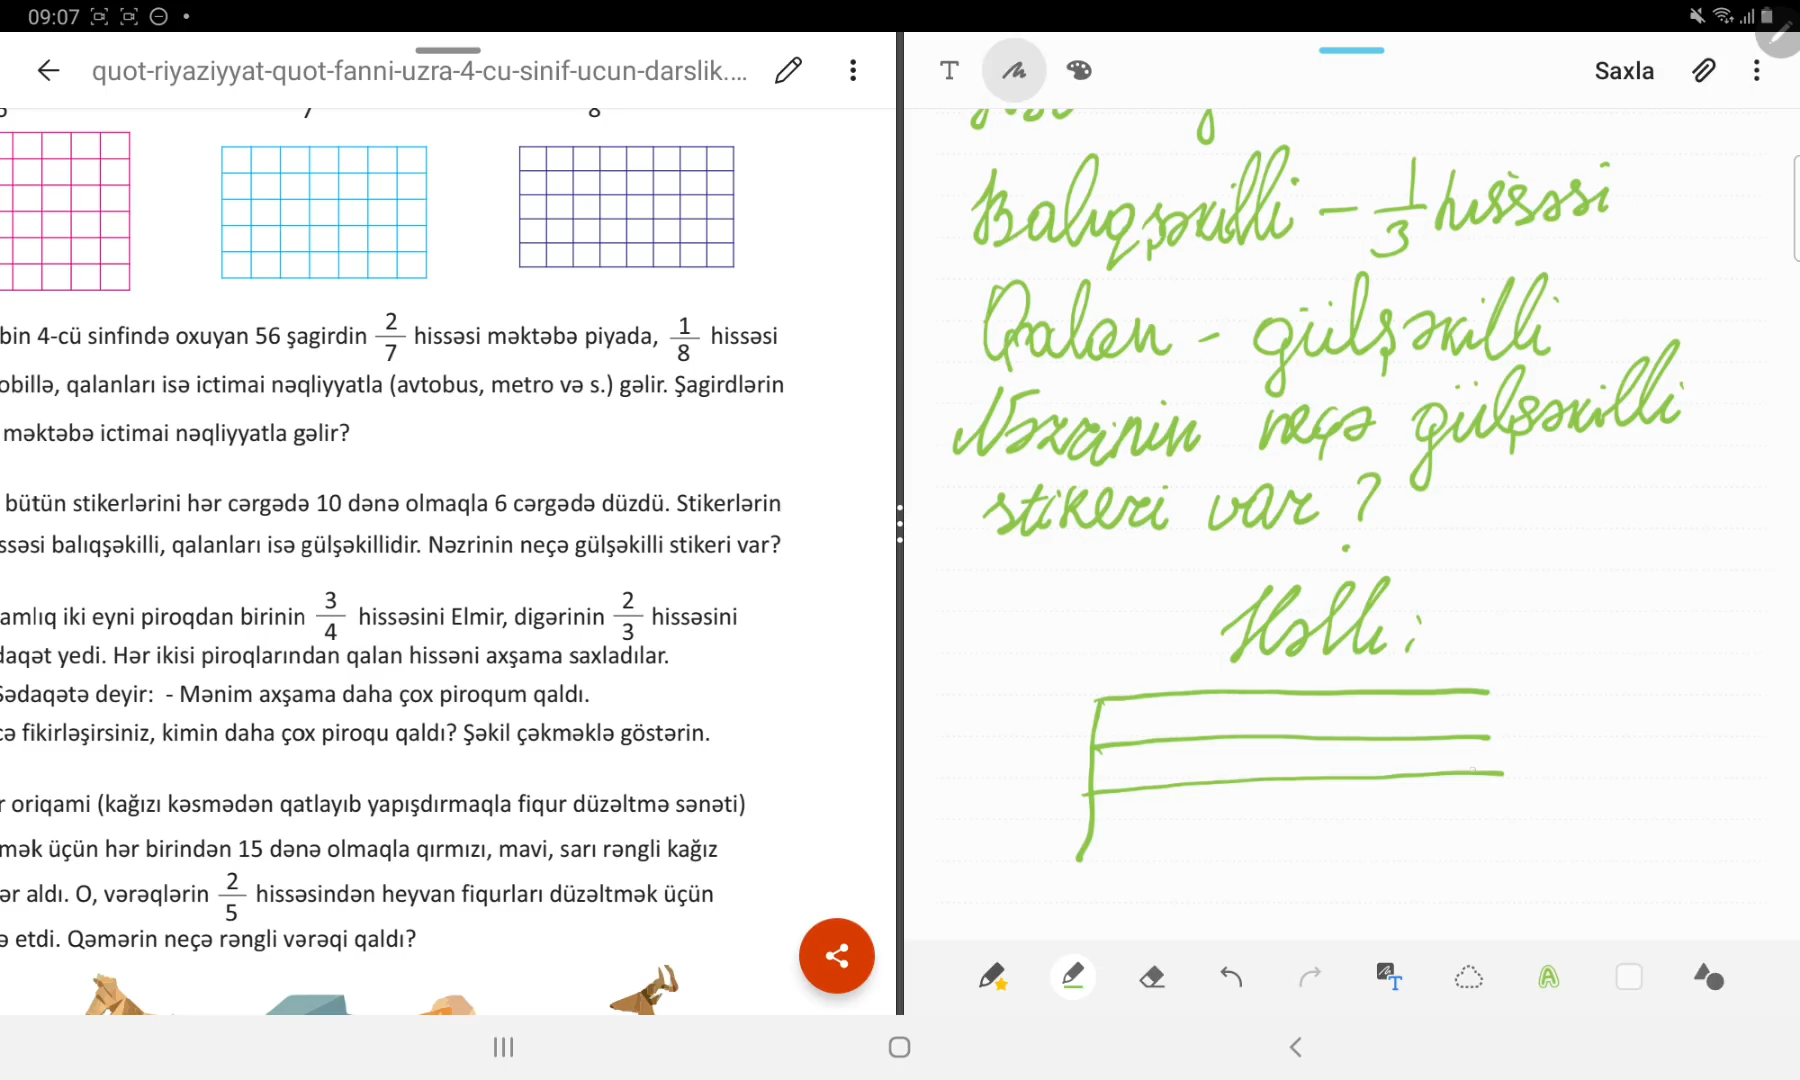 09:07
quot-riyaziyyat-quot-fanni-uzra-4-cu-sinif-ucun-darslik....
7 8
bin 4-cü sinfində oxuyan 56 şagirdin 2/7 hissəsi məktəbə piyada, 1/8 hissəsi
obillə, qalanları isə ictimai nəqliyyatla (avtobus, metro və s.) gəlir. Şagirdlərin
məktəbə ictimai nəqliyyatla gəlir?
bütün stikerlərini hər cərgədə 10 dənə olmaqla 6 cərgədə düzdü. Stikerlərin
ssəsi balıqşəkilli, qalanları isə gülşəkillidir. Nəzrinin neçə gülşəkilli stikeri var?
amlıq iki eyni piroqdan birinin 3/4 hissəsini Elmir, digərinin 2/3 hissəsini
daqət yedi. Hər ikisi piroqlarından qalan hissəni axşama saxladılar.
Sədaqətə deyir: - Mənim axşama daha çox piroqum qaldı.
cə fikirləşirsiniz, kimin daha çox piroqu qaldı? Şəkil çəkməklə göstərin.
r oriqami (kağızı kəsmədən qatlayıb yapışdırmaqla fiqur düzəltmə sənəti)
mək üçün hər birindən 15 dənə olmaqla qırmızı, mavi, sarı rəngli kağız
ər aldı. O, vərəqlərin 2/5 hissəsindən heyvan fiqurları düzəltmək üçün
ə etdi. Qəmərin neçə rəngli vərəqi qaldı?
T Saxla
Balıqşəkilli - 1/3 hissəsi
Qalan - gülşəkilli
Nəzrinin neçə gülşəkilli
stikeri var?
Həlli: